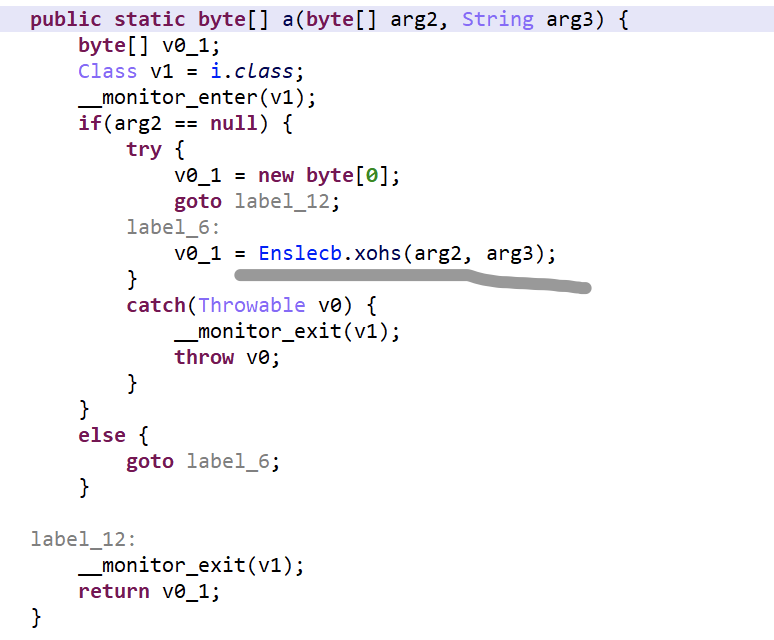 public static byte[] a(byte[] arg2, String arg3) {
byte[] v0_1;
Class v1 = i.class;
__monitor_enter(v1);
if(arg2 == null) {
try {
v0_1 = new byte[0];
goto label_12;
label_6:
v0_1 = Enslecb.xohs(arg2, arg3);
}
catch(Throwable v0) {
__monitor_exit(v1);
throw v0;
}
}
else {
goto label_6;
}
label_12:
__monitor_exit(v1);
return v0_1;
}